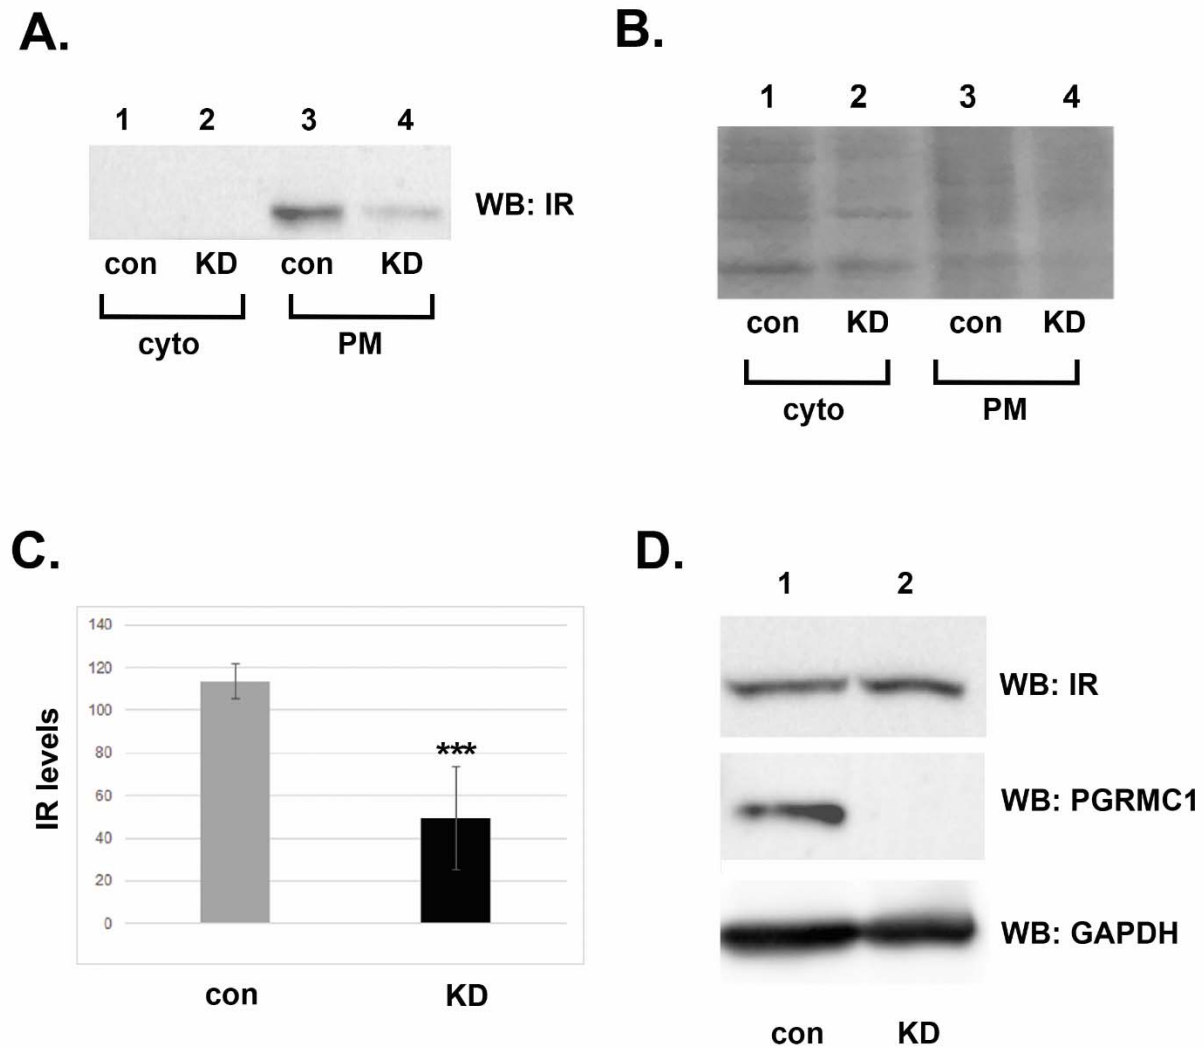 A.
1 2 3 4
WB: IR
con KD con KD
cyto PM
B.
1 2 3 4
con KD con KD
cyto PM
C.
140
120
100
80
60
40
20
0
IR levels
***
con KD
D.
1 2
WB: IR
WB: PGRMC1
WB: GAPDH
con KD